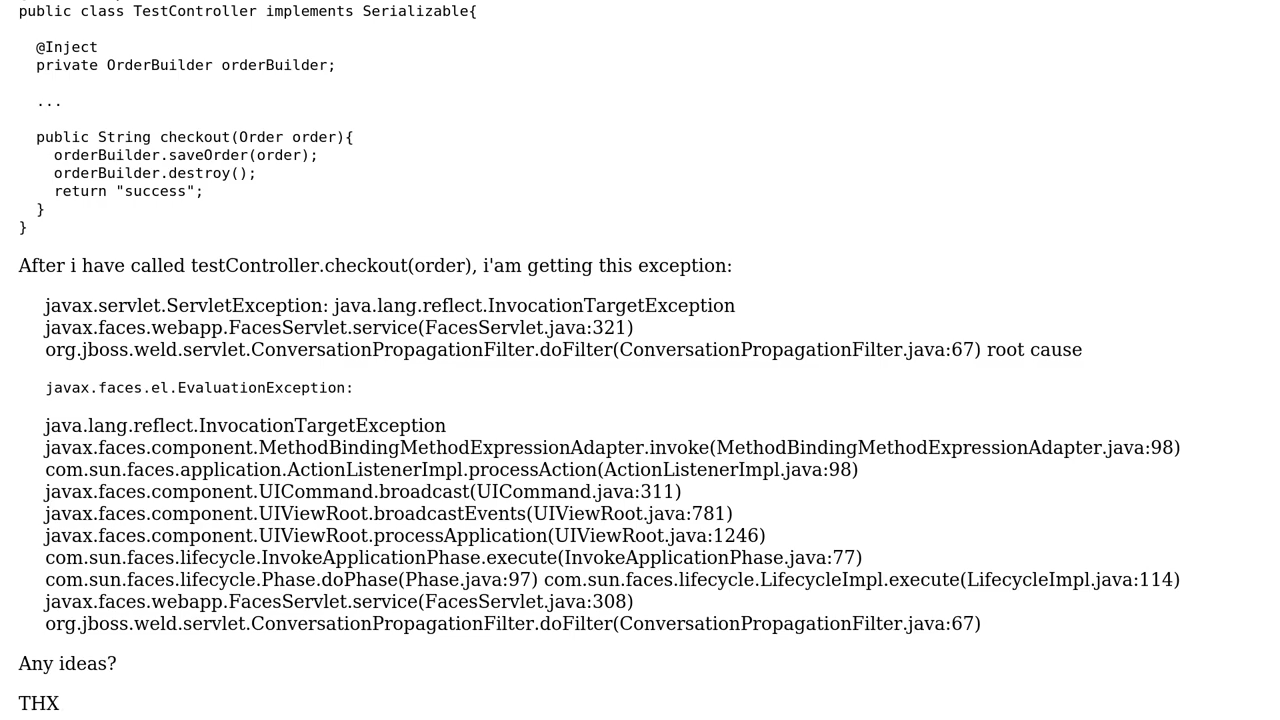 public class TestController implements Serializable{
@Inject
private OrderBuilder orderBuilder;
...
public String checkout(Order order){
orderBuilder.saveOrder(order);
orderBuilder.destroy();
return "success";
}
}
After i have called testController.checkout(order), i'am getting this exception:
javax.servlet.ServletException: java.lang.reflect.InvocationTargetException
javax.faces.webapp.FacesServlet.service(FacesServlet.java:321)
org.jboss.weld.servlet.ConversationPropagationFilter.doFilter(ConversationPropagationFilter.java:67) root cause
javax.faces.el.EvaluationException:
java.lang.reflect.InvocationTargetException
javax.faces.component.MethodBindingMethodExpressionAdapter.invoke(MethodBindingMethodExpressionAdapter.java:98)
com.sun.faces.application.ActionListenerImpl.processAction(ActionListenerImpl.java:98)
javax.faces.component.UICommand.broadcast(UICommand.java:311)
javax.faces.component.UIViewRoot.broadcastEvents(UIViewRoot.java:781)
javax.faces.component.UIViewRoot.processApplication(UIViewRoot.java:1246)
com.sun.faces.lifecycle.InvokeApplicationPhase.execute(InvokeApplicationPhase.java:77)
com.sun.faces.lifecycle.Phase.doPhase(Phase.java:97) com.sun.faces.lifecycle.LifecycleImpl.execute(LifecycleImpl.java:114)
javax.faces.webapp.FacesServlet.service(FacesServlet.java:308)
org.jboss.weld.servlet.ConversationPropagationFilter.doFilter(ConversationPropagationFilter.java:67)
Any ideas?
THX